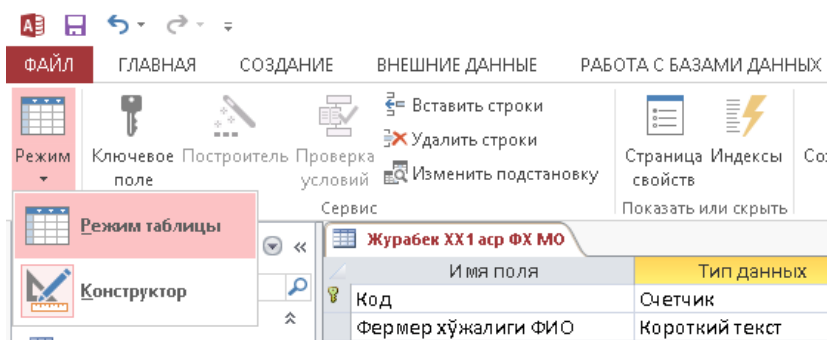 ФАЙЛ ГЛАВНАЯ СОЗДАНИЕ ВНЕШНИЕ ДАННЫЕ РАБОТА С БАЗАМИ ДАННЫХ
Режим
Ключевое поле
Построитель
Проверка условий
Вставить строки
Удалить строки
Изменить подстановку
Страница свойств
Индексы
Сервис
Показать или скрыть
Режим таблицы
Конструктор
Журабек ХХ1 аср ФХ МО
Имя поля Тип данных
Код Счетчик
Фермер хўжалиги ФИО Короткий текст